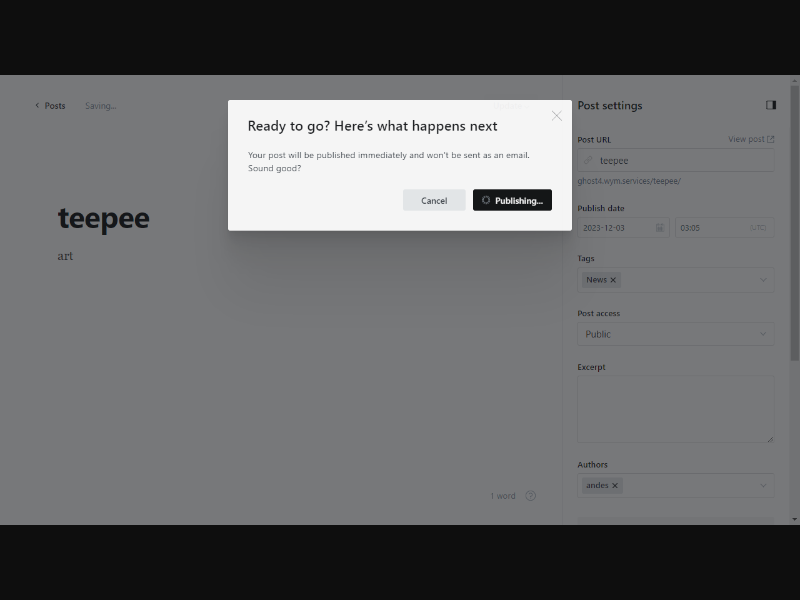 Posts
Saving...
Ready to go? Here's what happens next
Your post will be published immediately and won't be sent as an email.
Sound good?
Cancel
Publishing...
teepee
art
1 word
Post settings
Post URL
View post
teepee
ghost4.wym.services/teepee/
Publish date
2023-12-03
03:05
UTC
Tags
News
Post access
Public
Excerpt
Authors
andes